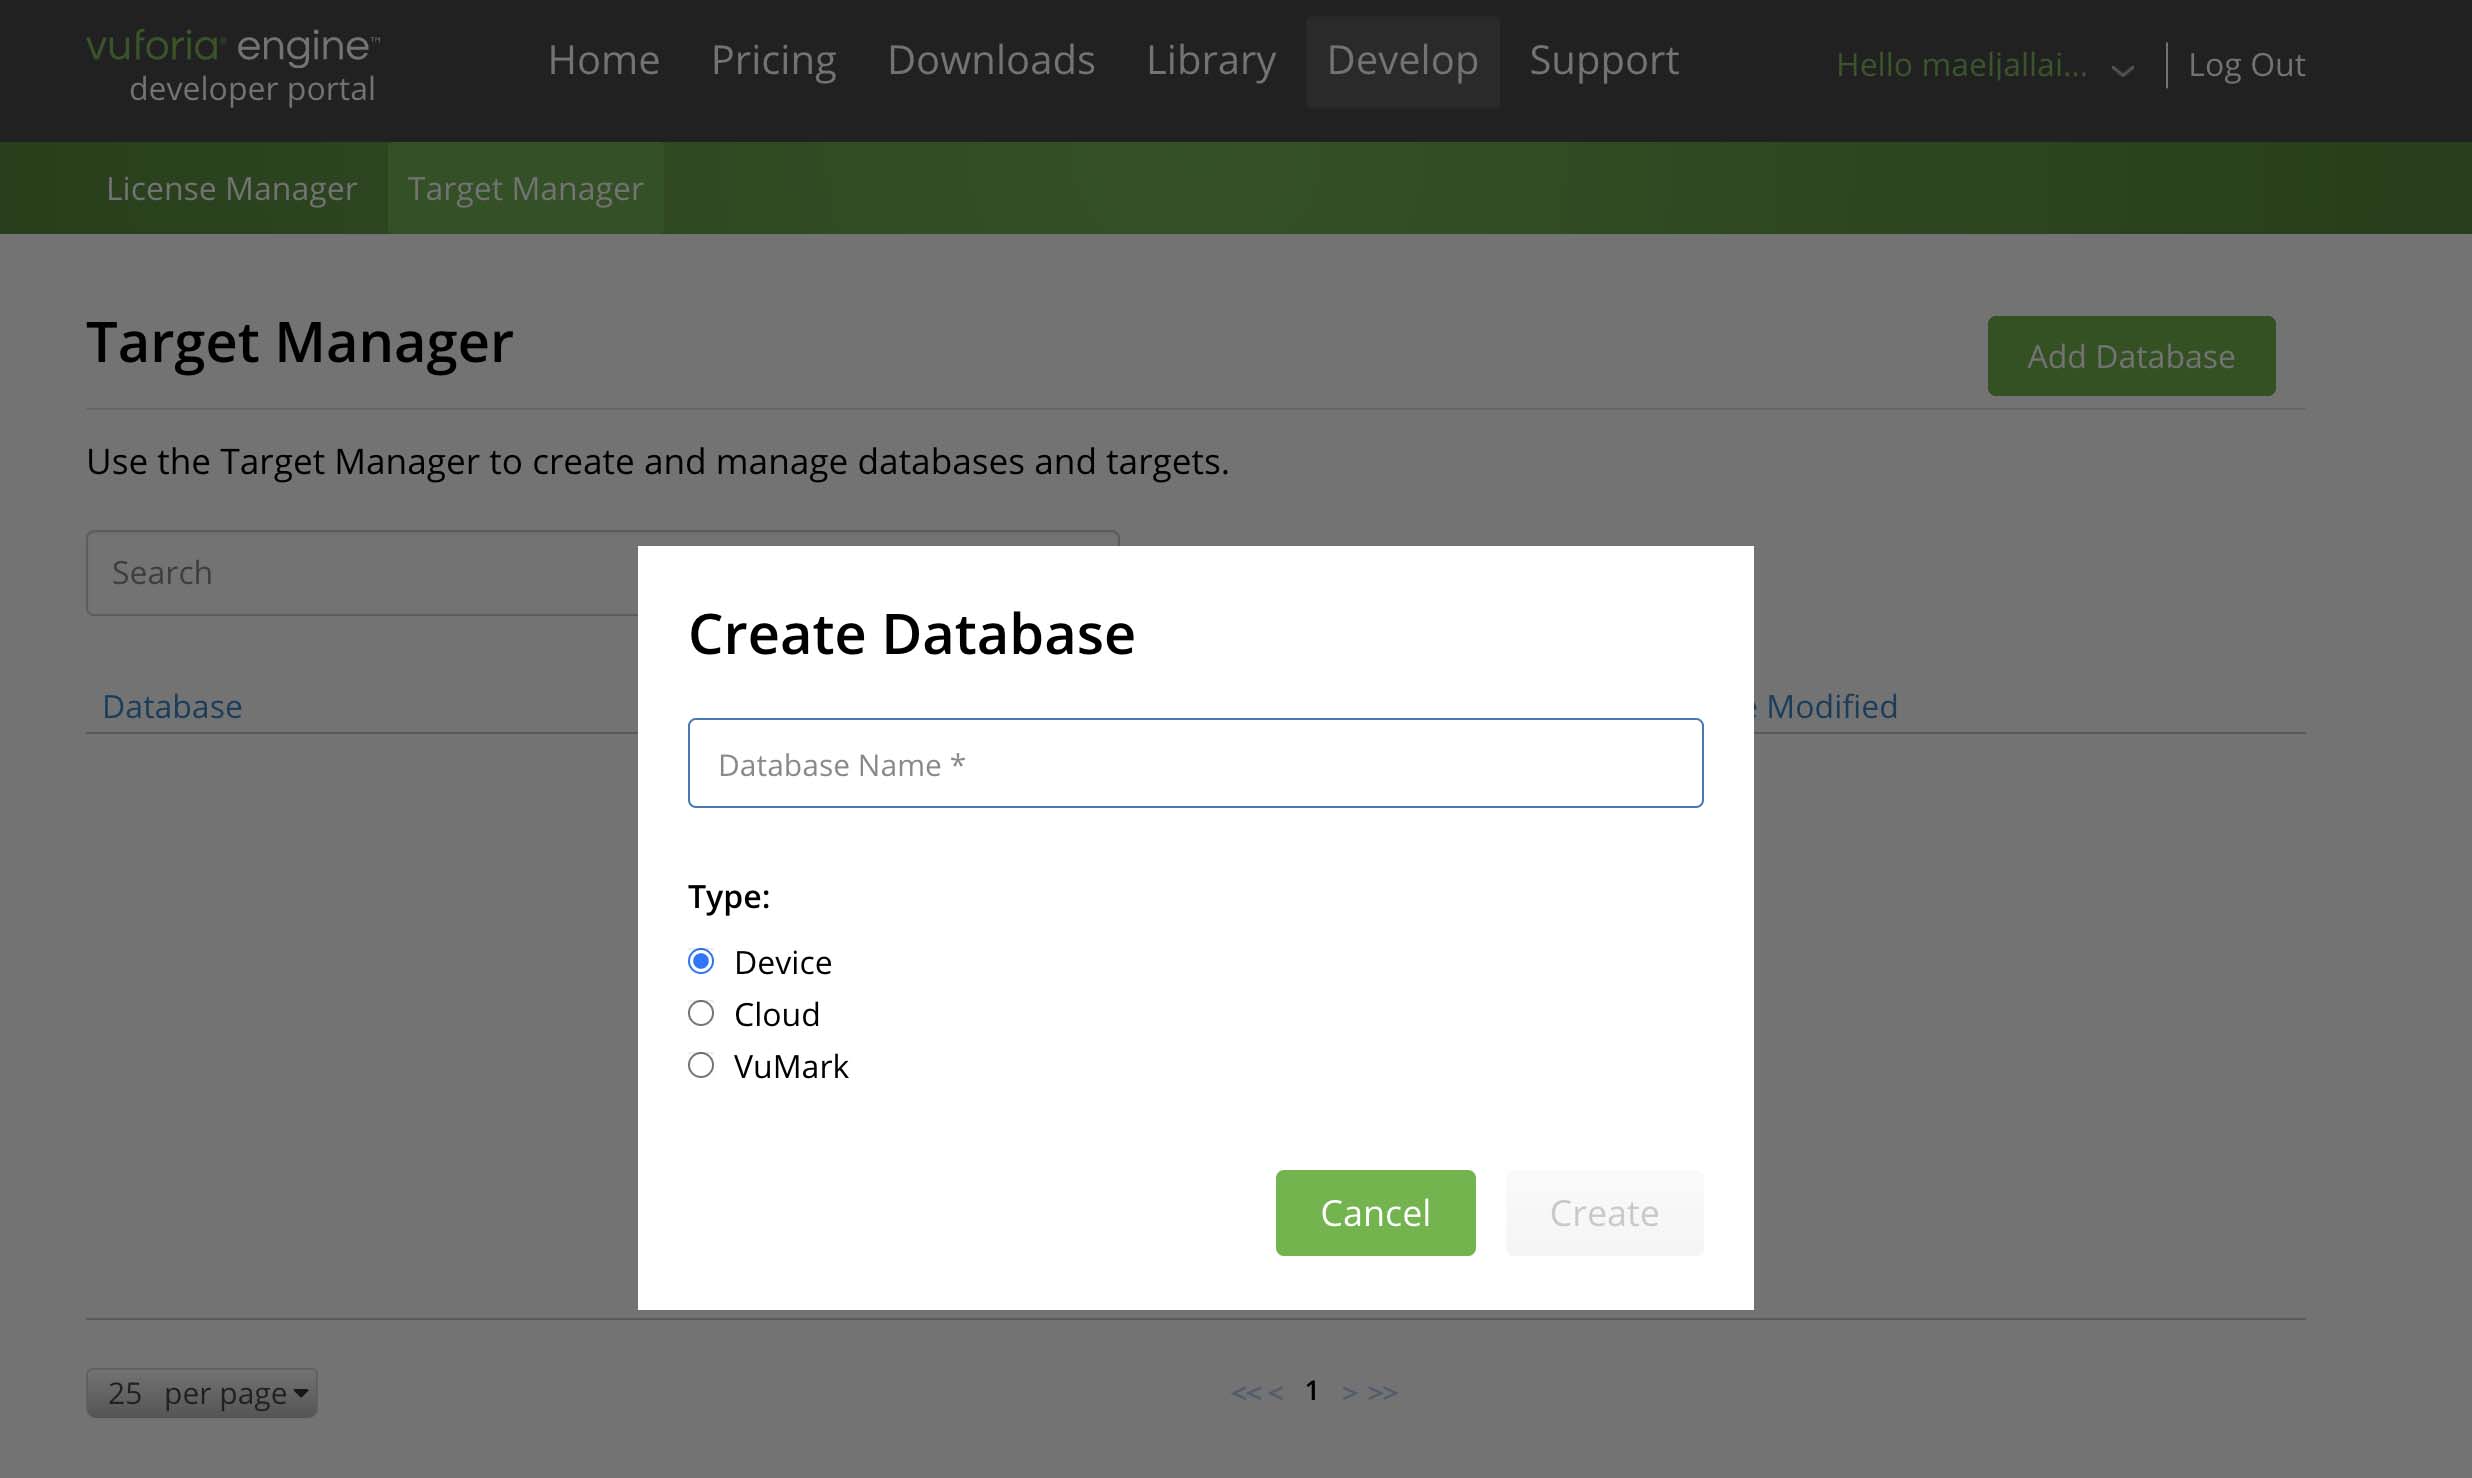 vuforia® engine™
developer portal
Home Pricing Downloads Library Develop Support
Hello maeljallai... Log Out
License Manager Target Manager
Target Manager
Add Database
Use the Target Manager to create and manage databases and targets.
Search
Create Database
Database
Modified
Database Name *
Type:
Device
Cloud
VuMark
Cancel Create
25 per page
<< < 1 > >>